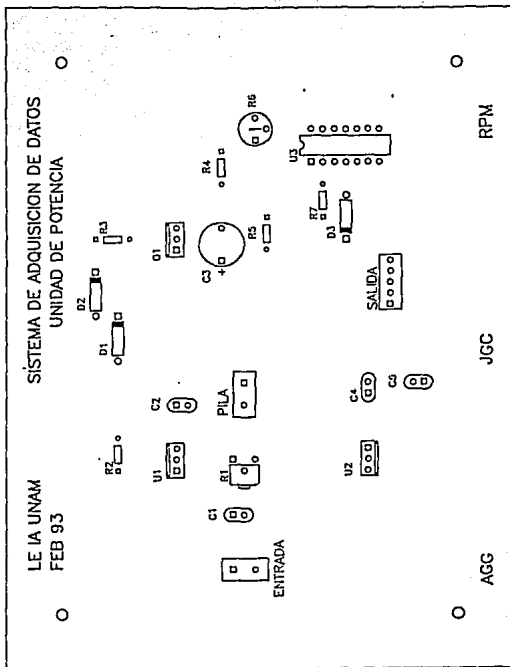 LE IA UNAM
FEB 93
SISTEMA DE ADQUISICION DE DATOS
UNIDAD DE POTENCIA
D2
D1
R3
R2
U1
C2
Q1
R4
R6
C1
R1
PILA
C3
+
R5
U3
ENTRADA
R7
D3
SALIDA
U2
C4
C5
AGG
JGC
RPM